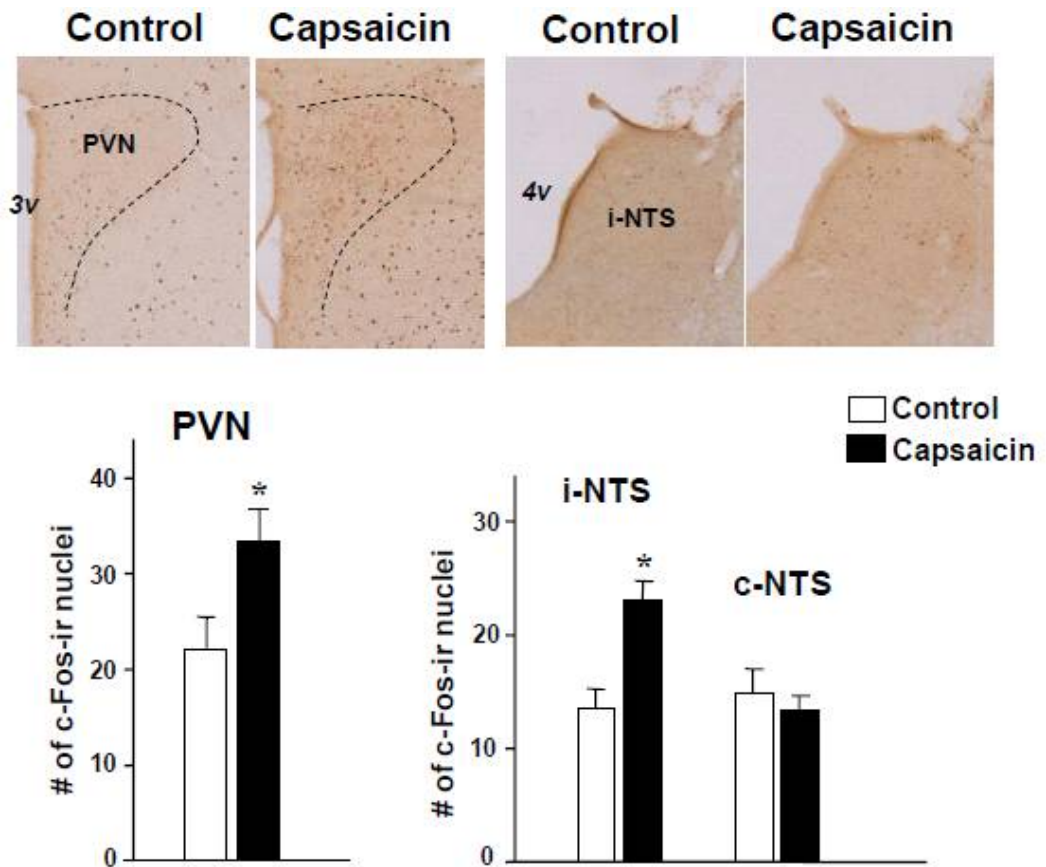 Control Capsaicin Control Capsaicin
PVN
3v
4v
i-NTS
Control
Capsaicin
PVN
# of c-Fos-ir nuclei
40
30
20
10
0
*
# of c-Fos-ir nuclei
30
20
10
0
i-NTS
*
c-NTS